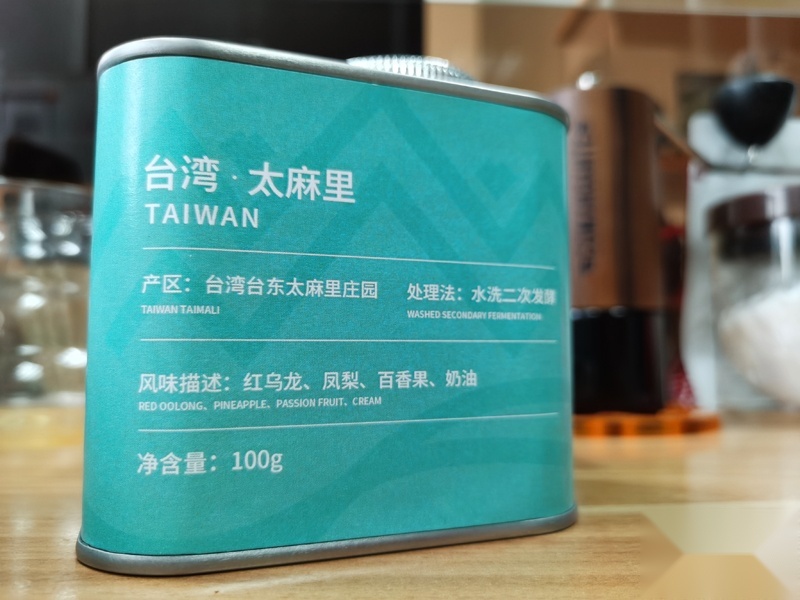 台湾·太麻里
TAIWAN
产区：台湾台东太麻里庄园 处理法：水洗二次发酵
TAIWAN TAIMALI WASHED SECONDARY FERMENTATION
风味描述：红乌龙、凤梨、百香果、奶油
RED OOLONG、PINEAPPLE、PASSION FRUIT、CREAM
净含量：100g